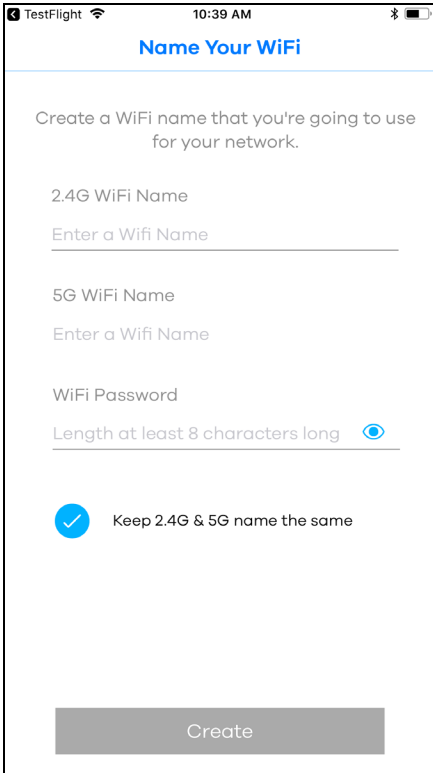 TestFlight 10:39 AM
Name Your WiFi
Create a WiFi name that you're going to use
for your network.
2.4G WiFi Name
Enter a Wifi Name
5G WiFi Name
Enter a Wifi Name
WiFi Password
Length at least 8 characters long
Keep 2.4G & 5G name the same
Create